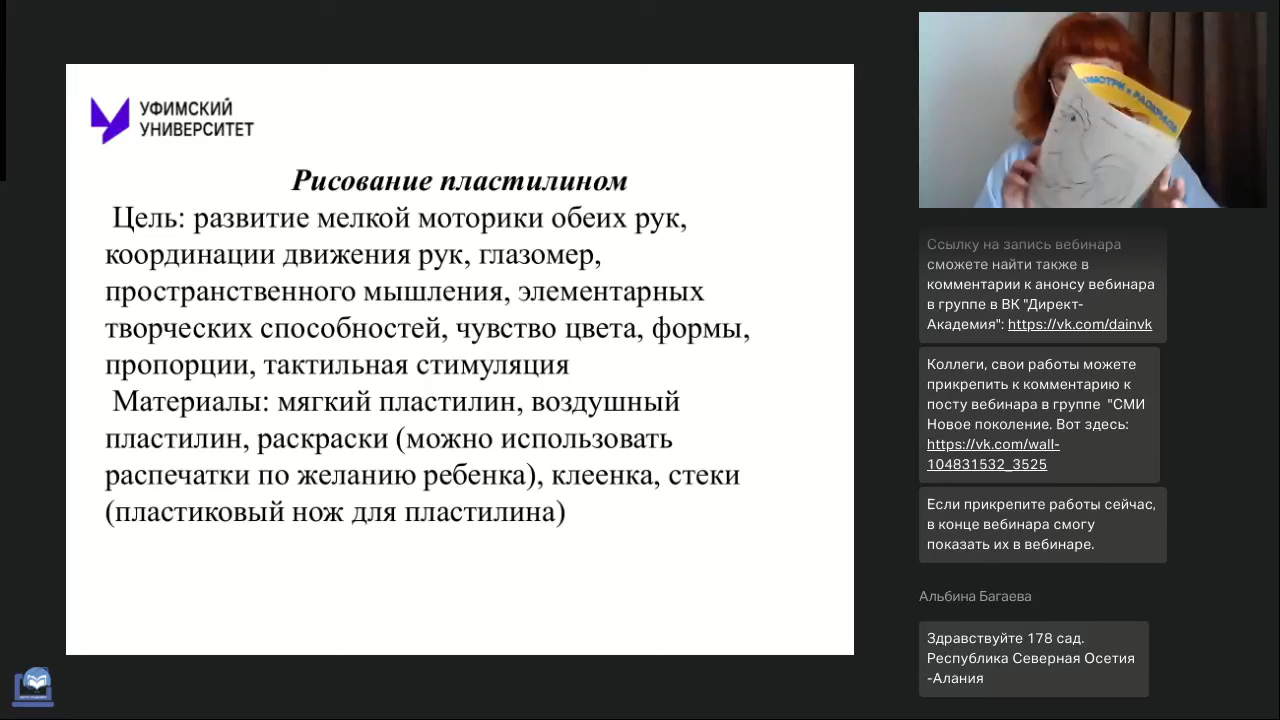 УФИМСКИЙ
УНИВЕРСИТЕТ
Рисование пластилином
Цель: развитие мелкой моторики обеих рук,
координации движения рук, глазомер,
пространственного мышления, элементарных
творческих способностей, чувство цвета, формы,
пропорции, тактильная стимуляция
Материалы: мягкий пластилин, воздушный
пластилин, раскраски (можно использовать
распечатки по желанию ребенка), клеенка, стеки
(пластиковый нож для пластилина)
Ссылку на запись вебинара
сможете найти также в
комментарии к анонсу вебинара
в группе в ВК "Директ-
Академия": https://vk.com/dainvk
Коллеги, свои работы можете
прикрепить к комментарию к
посту вебинара в группе "СМИ
Новое поколение. Вот здесь:
https://vk.com/wall-
104831532_3525
Если прикрепите работы сейчас,
в конце вебинара смогу
показать их в вебинаре.
Альбина Багаева
Здравствуйте 178 сад.
Республика Северная Осетия
-Алания